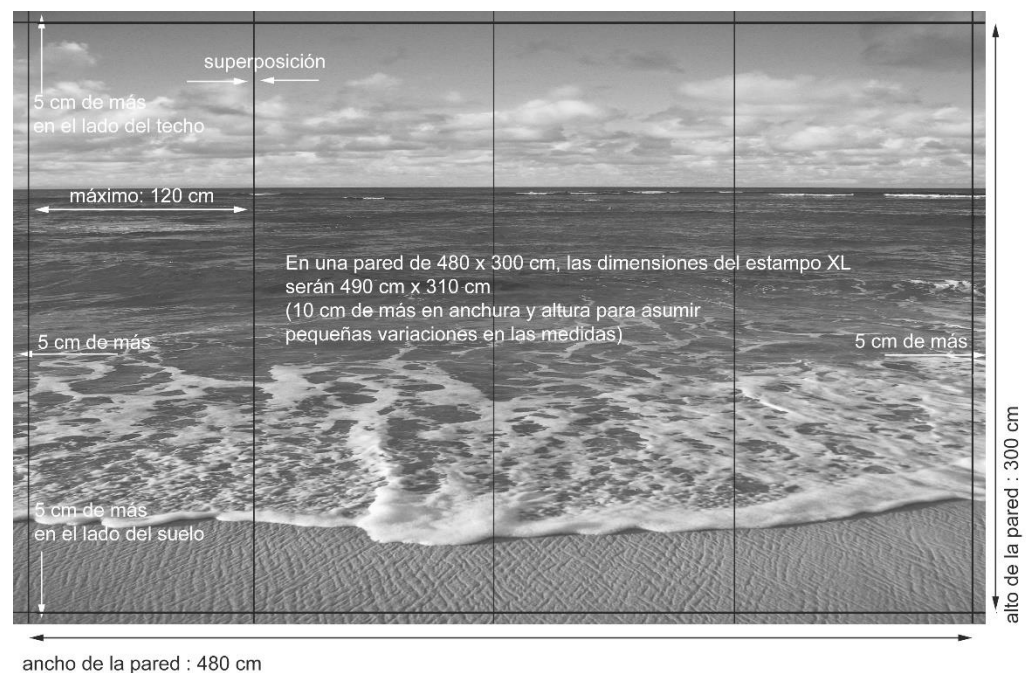 superposición
5 cm de más
en el lado del techo
máximo: 120 cm
En una pared de 480 x 300 cm, las dimensiones del estampo XL
serán 490 cm x 310 cm
(10 cm de más en anchura y altura para asumir
pequeñas variaciones en las medidas)
5 cm de más
5 cm de más
5 cm de más
en el lado del suelo
alto de la pared : 300 cm
ancho de la pared : 480 cm